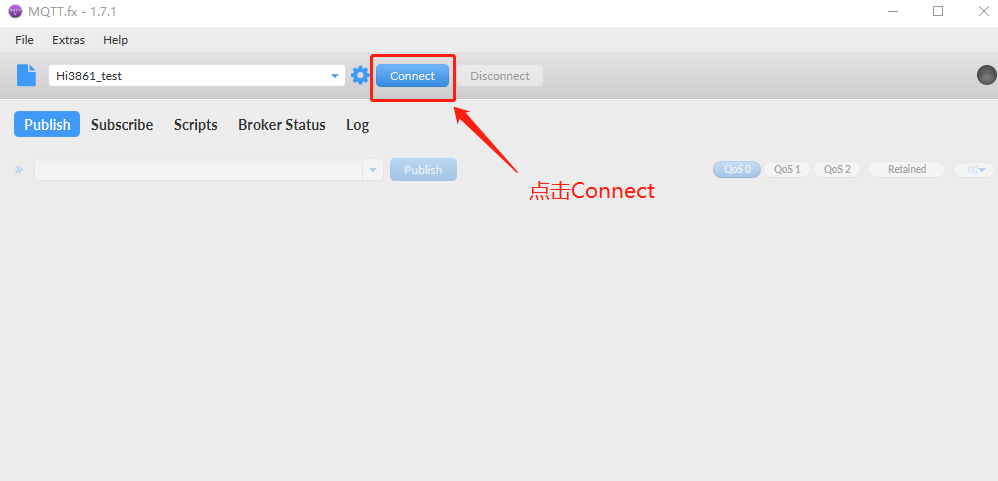 MQTT.fx - 1.7.1
File Extras Help
Hi3861_test Connect Disconnect
Publish Subscribe Scripts Broker Status Log
Publish QoS 0 QoS 1 QoS 2 Retained
点击Connect